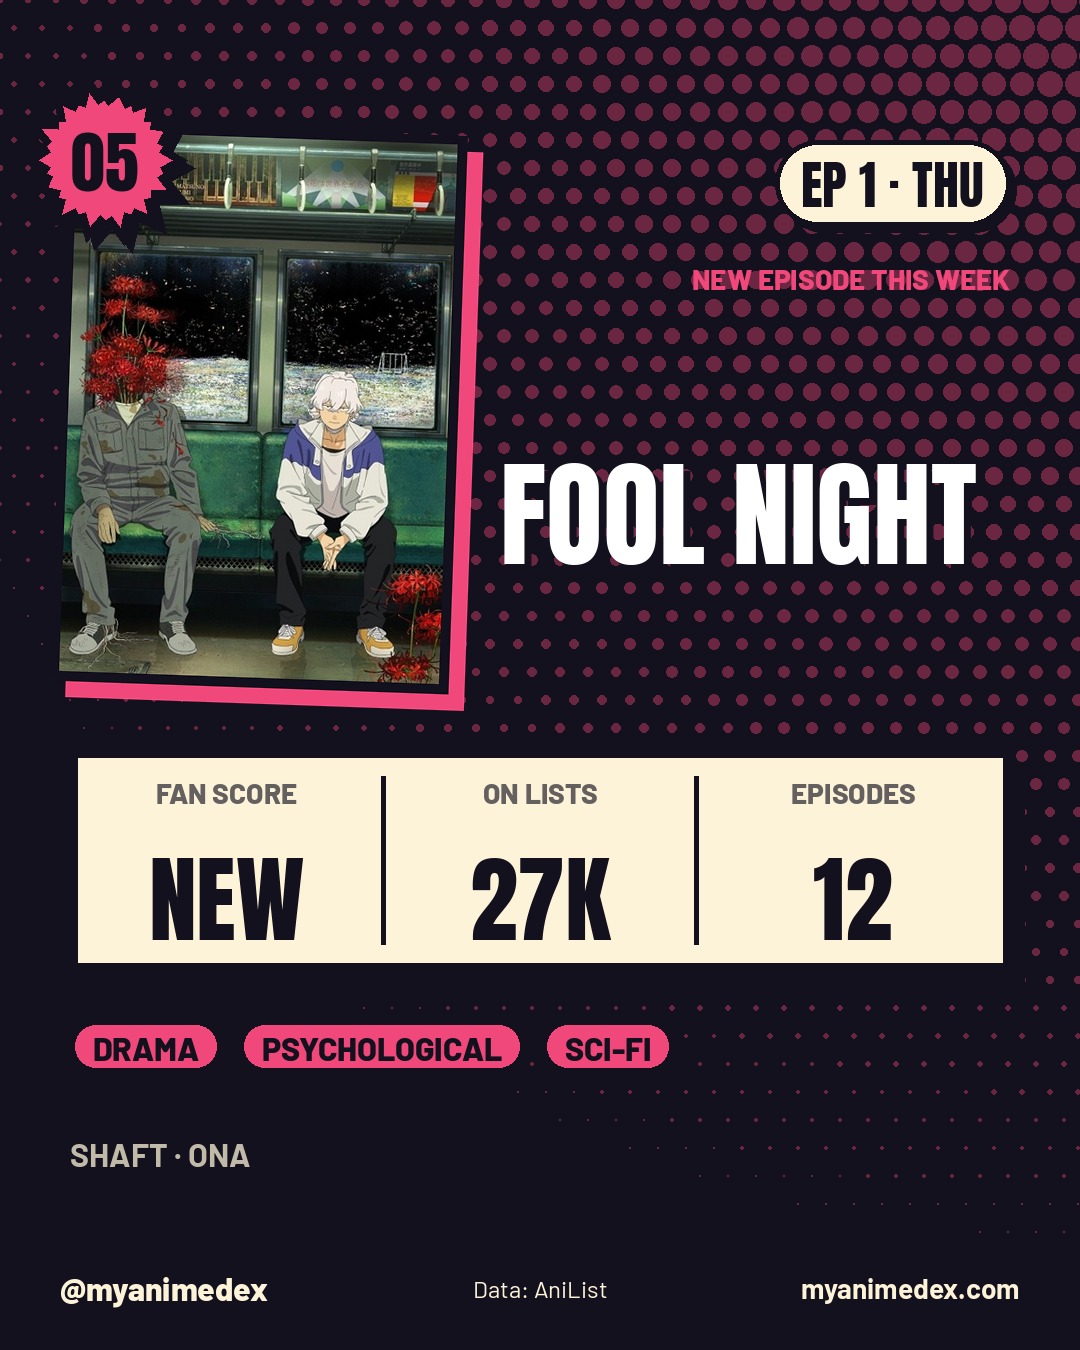 05
MATSUNO
EP 1 · THU
NEW EPISODE THIS WEEK
FOOL NIGHT
FAN SCORE
ON LISTS
EPISODES
NEW
27K
12
DRAMA
PSYCHOLOGICAL
SCI-FI
SHAFT · ONA
@myanimedex
Data: AniList
myanimedex.com